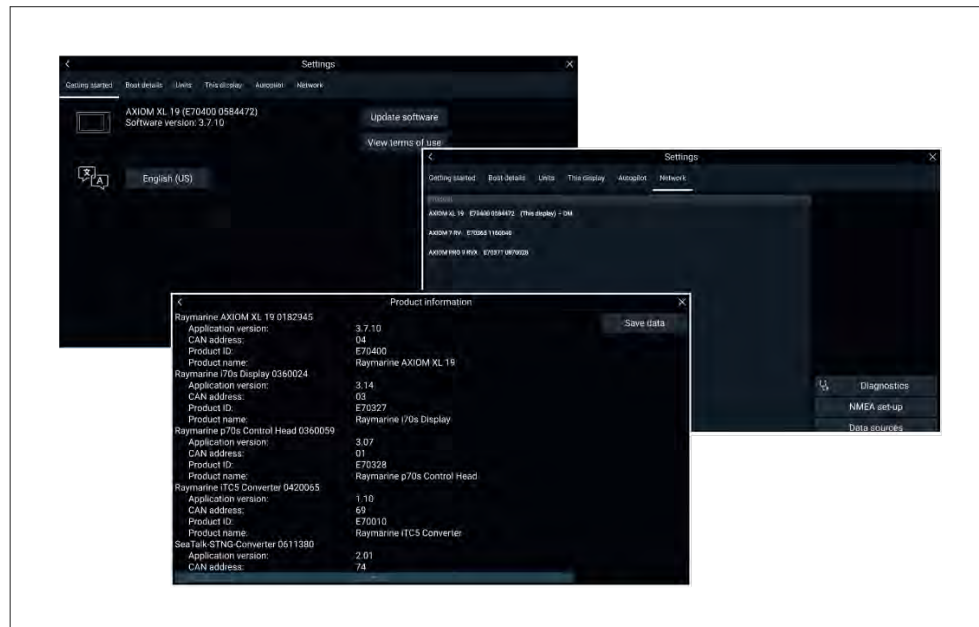 Settings
Getting started Boat details Units This display Autopilot Network
AXIOM XL 19 (E70400 0584472)
Software version: 3.7.10
Update software
View terms of use
English (US)
Settings
Getting started Boat details Units This display Autopilot Network
AXIOM XL 19 E70400 0584472 (This display) – DM
AXIOM 7 RV E70365 1160046
AXIOM PRO 9 RVX E70371 0970028
Diagnostics
NMEA set-up
Data sources
Product information
Save data
Raymarine AXIOM XL 19 0182945
Application version: 3.7.10
CAN address: 04
Product ID: E70400
Product name: Raymarine AXIOM XL 19
Raymarine i70s Display 0360024
Application version: 3.14
CAN address: 03
Product ID: E70327
Product name: Raymarine i70s Display
Raymarine p70s Control Head 0360059
Application version: 3.07
CAN address: 01
Product ID: E70328
Product name: Raymarine p70s Control Head
Raymarine iTC5 Converter 0420065
Application version: 1.10
CAN address: 69
Product ID: E70010
Product name: Raymarine iTC5 Converter
SeaTalk-STNG-Converter 0611380
Application version: 2.01
CAN address: 74